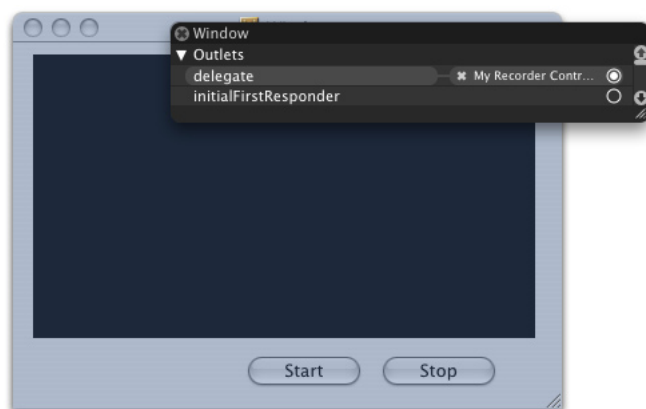 Window
Outlets
delegate
My Recorder Contr...
initialFirstResponder
Start
Stop